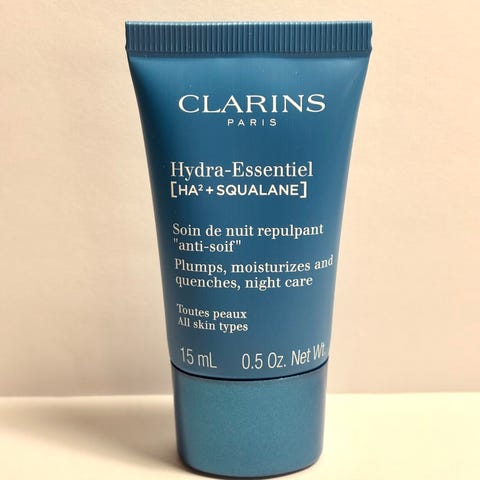 CLARINS
PARIS
Hydra-Essentiel
[HA² + SQUALANE]
Soin de nuit repulpant
"anti-soif"
Plumps, moisturizes and
quenches, night care
Toutes peaux
All skin types
15 mL 0.5 Oz. Net Wt.